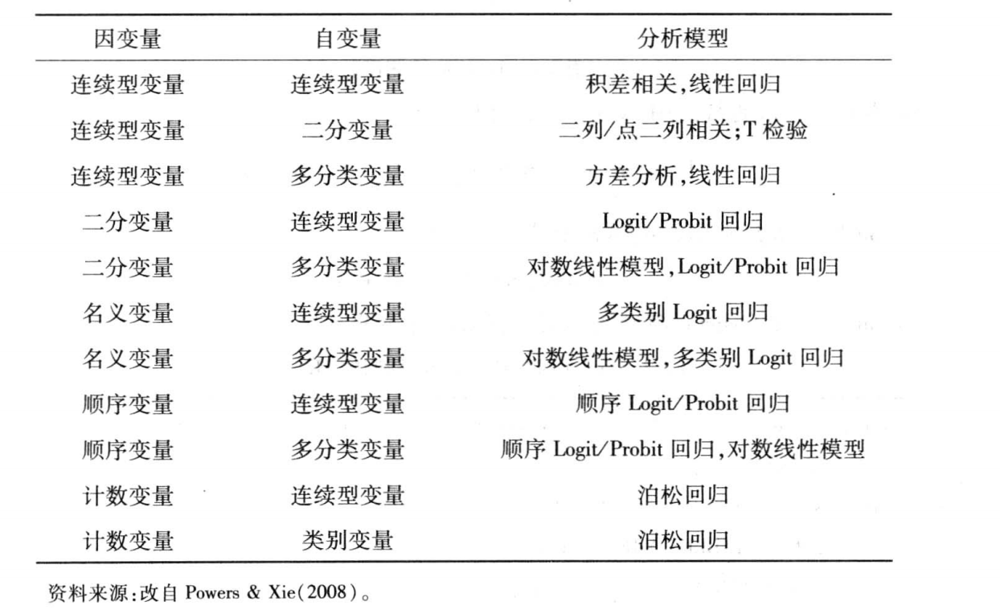 因变量 自变量 分析模型
连续型变量 连续型变量 积差相关,线性回归
连续型变量 二分变量 二列/点二列相关;T 检验
连续型变量 多分类变量 方差分析,线性回归
二分变量 连续型变量 Logit/Probit 回归
二分变量 多分类变量 对数线性模型,Logit/Probit 回归
名义变量 连续型变量 多类别 Logit 回归
名义变量 多分类变量 对数线性模型,多类别 Logit 回归
顺序变量 连续型变量 顺序 Logit/Probit 回归
顺序变量 多分类变量 顺序 Logit/Probit 回归,对数线性模型
计数变量 连续型变量 泊松回归
计数变量 类别变量 泊松回归
资料来源:改自 Powers & Xie(2008)。